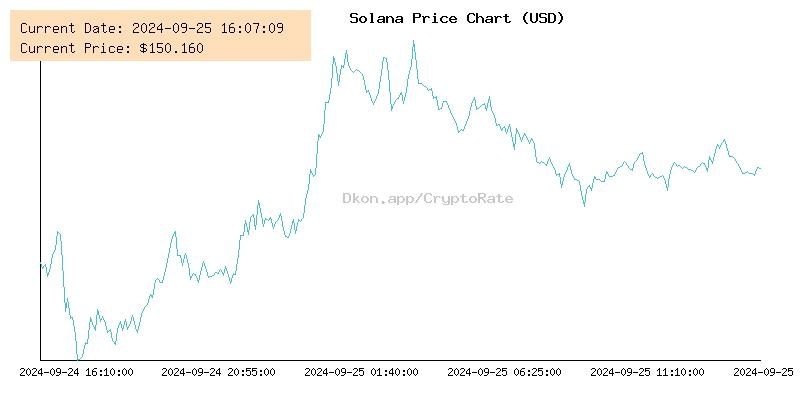 Solana Price Chart (USD)
Current Date: 2024-09-25 16:07:09
Current Price: $150.160
Dkon.app/CryptoRate
2024-09-24 16:10:00 2024-09-24 20:55:00 2024-09-25 01:40:00 2024-09-25 06:25:00 2024-09-25 11:10:00 2024-09-25